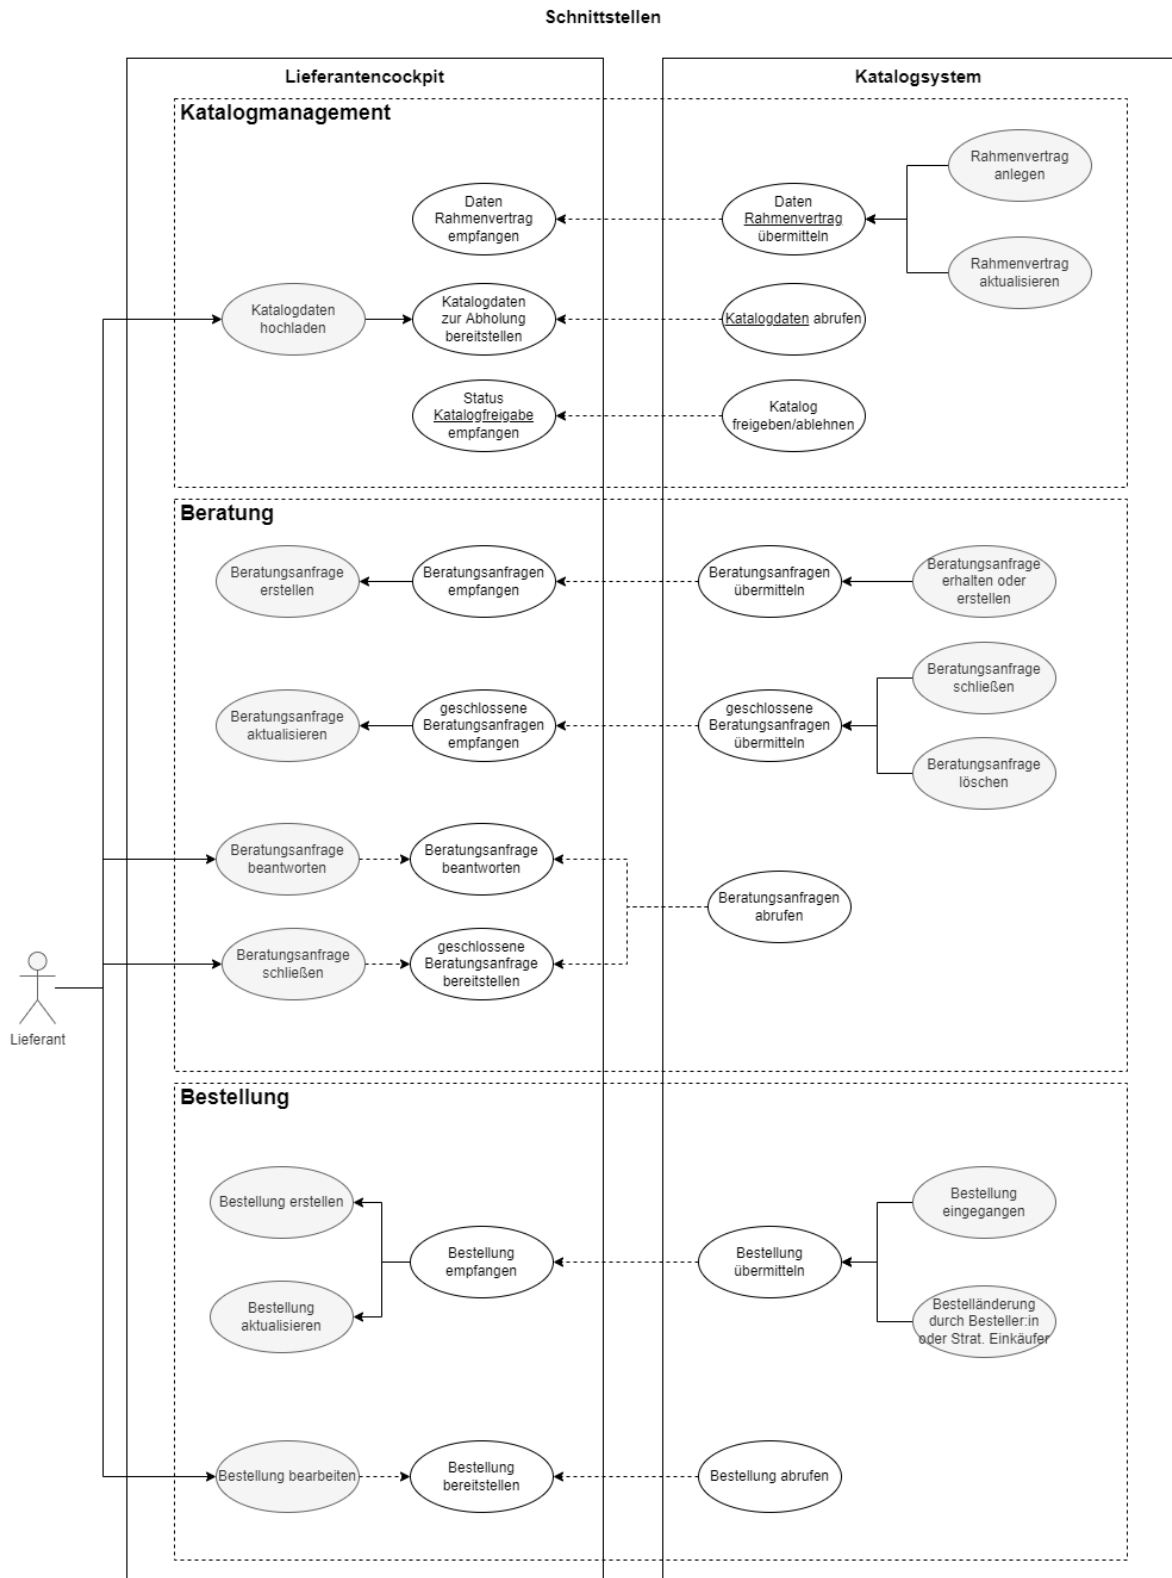 Schnittstellen
Lieferantencockpit
Katalogsystem
Katalogmanagement
Rahmenvertrag
anlegen
Daten
Rahmenvertrag
empfangen
Daten
Rahmenvertrag
übermitteln
Rahmenvertrag
aktualisieren
Katalogdaten
hochladen
Katalogdaten
zur Abholung
bereitstellen
Katalogdaten abrufen
Status
Katalogfreigabe
empfangen
Katalog
freigeben/ablehnen
Beratung
Beratungsanfrage
erstellen
Beratungsanfragen
empfangen
Beratungsanfragen
übermitteln
Beratungsanfrage
erhalten oder
erstellen
Beratungsanfrage
schließen
Beratungsanfrage
aktualisieren
geschlossene
Beratungsanfragen
empfangen
geschlossene
Beratungsanfragen
übermitteln
Beratungsanfrage
löschen
Beratungsanfrage
beantworten
Beratungsanfrage
beantworten
Beratungsanfragen
abrufen
Beratungsanfrage
schließen
geschlossene
Beratungsanfrage
bereitstellen
Lieferant
Bestellung
Bestellung erstellen
Bestellung
eingegangen
Bestellung
empfangen
Bestellung
übermitteln
Bestellung
aktualisieren
Bestelländerung
durch Besteller:in
oder Strat. Einkäufer
Bestellung bearbeiten
Bestellung
bereitstellen
Bestellung abrufen